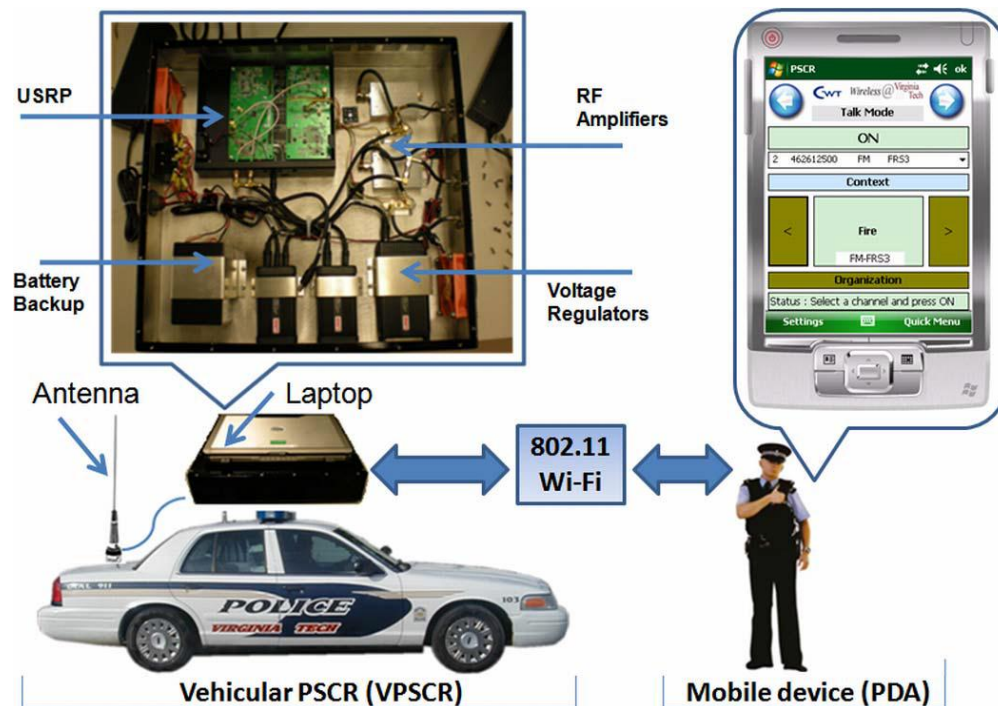 USRP
RF
Amplifiers
Battery
Backup
Voltage
Regulators
PSCR
ok
CWT Wireless@Virginia Tech
Talk Mode
ON
2 462612500 FM FRS3
Context
<
Fire
>
FM-FRS3
Organization
Status : Select a channel and press ON
Settings
Quick Menu
Antenna
Laptop
802.11
Wi-Fi
911
103
POLICE
VIRGINIA TECH
Vehicular PSCR (VPSCR)
Mobile device (PDA)